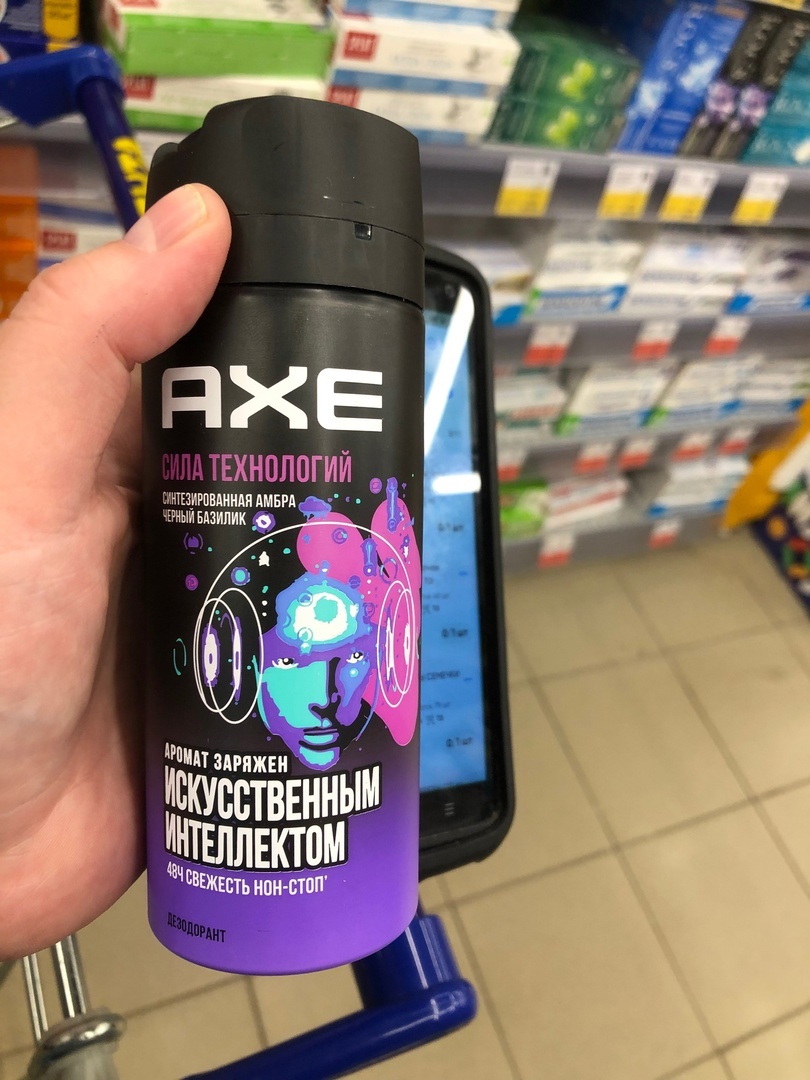 AXE
СИЛА ТЕХНОЛОГИЙ
СИНТЕЗИРОВАННАЯ АМБРА
ЧЕРНЫЙ БАЗИЛИК
АРОМАТ ЗАРЯЖЕН
ИСКУССТВЕННЫМ
ИНТЕЛЛЕКТОМ
48Ч СВЕЖЕСТЬ НОН-СТОП*
ДЕЗОДОРАНТ